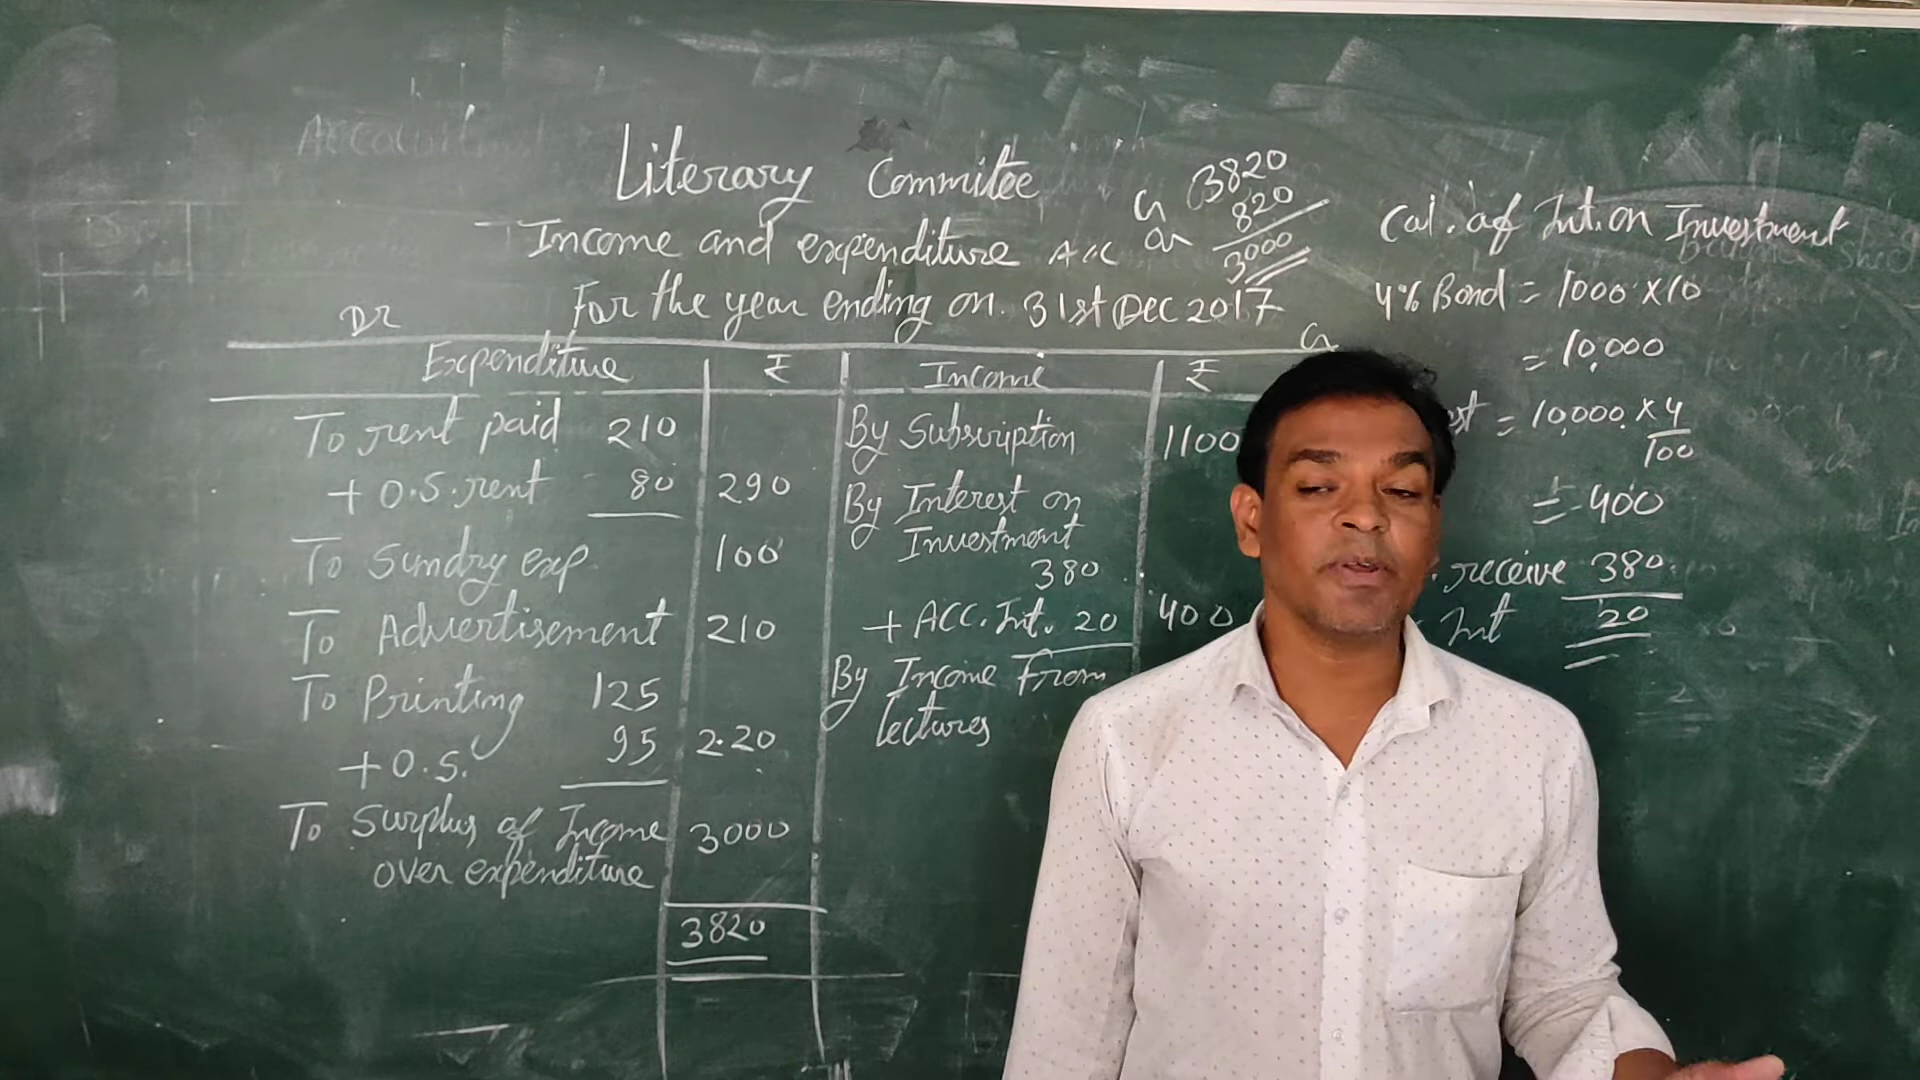 Literary Commitee
Income and expenditure A/C
For the year ending on. 31st Dec 2017
Cr 3820
Dr 820
3000
Dr
Cr
Expenditure ₹ Income ₹
To rent paid 210
+ O.S. rent 80 290
To Sundry exp. 100
To Advertisement 210
To Printing 125
+ O.S. 95 2.20
To Surplus of Income 3000
over expenditure
3820
By Subscription 1100
By Interest on
Investment
380
+ ACC. Int. 20 400
By Income From
lectures
Cal. of Int. on Investment
4% Bond = 1000 × 10
= 10,000
= 10,000 × 4
100
= 400
receive 380
Int 20